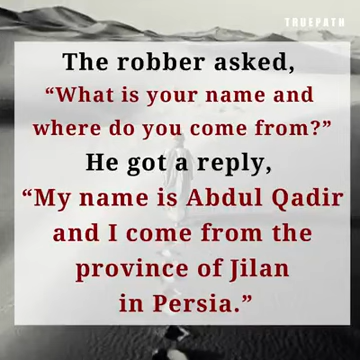 TRUEPATH
The robber asked,
“What is your name and
where do you come from?”
He got a reply,
“My name is Abdul Qadir
and I come from the
province of Jilan
in Persia.”